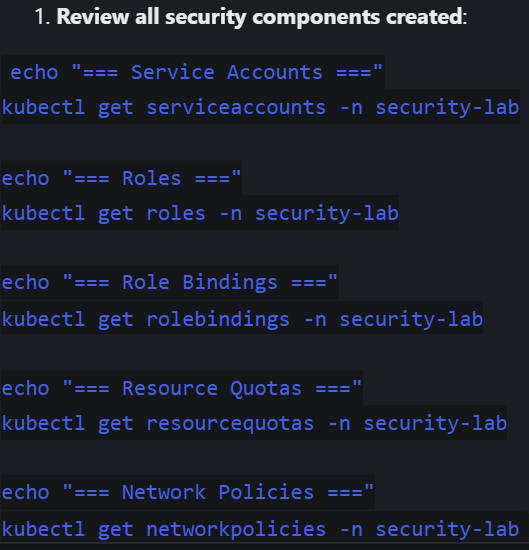 1. Review all security components created:
echo "=== Service Accounts ==="
kubectl get serviceaccounts -n security-lab
echo "=== Roles ==="
kubectl get roles -n security-lab
echo "=== Role Bindings ==="
kubectl get rolebindings -n security-lab
echo "=== Resource Quotas ==="
kubectl get resourcequotas -n security-lab
echo "=== Network Policies ==="
kubectl get networkpolicies -n security-lab